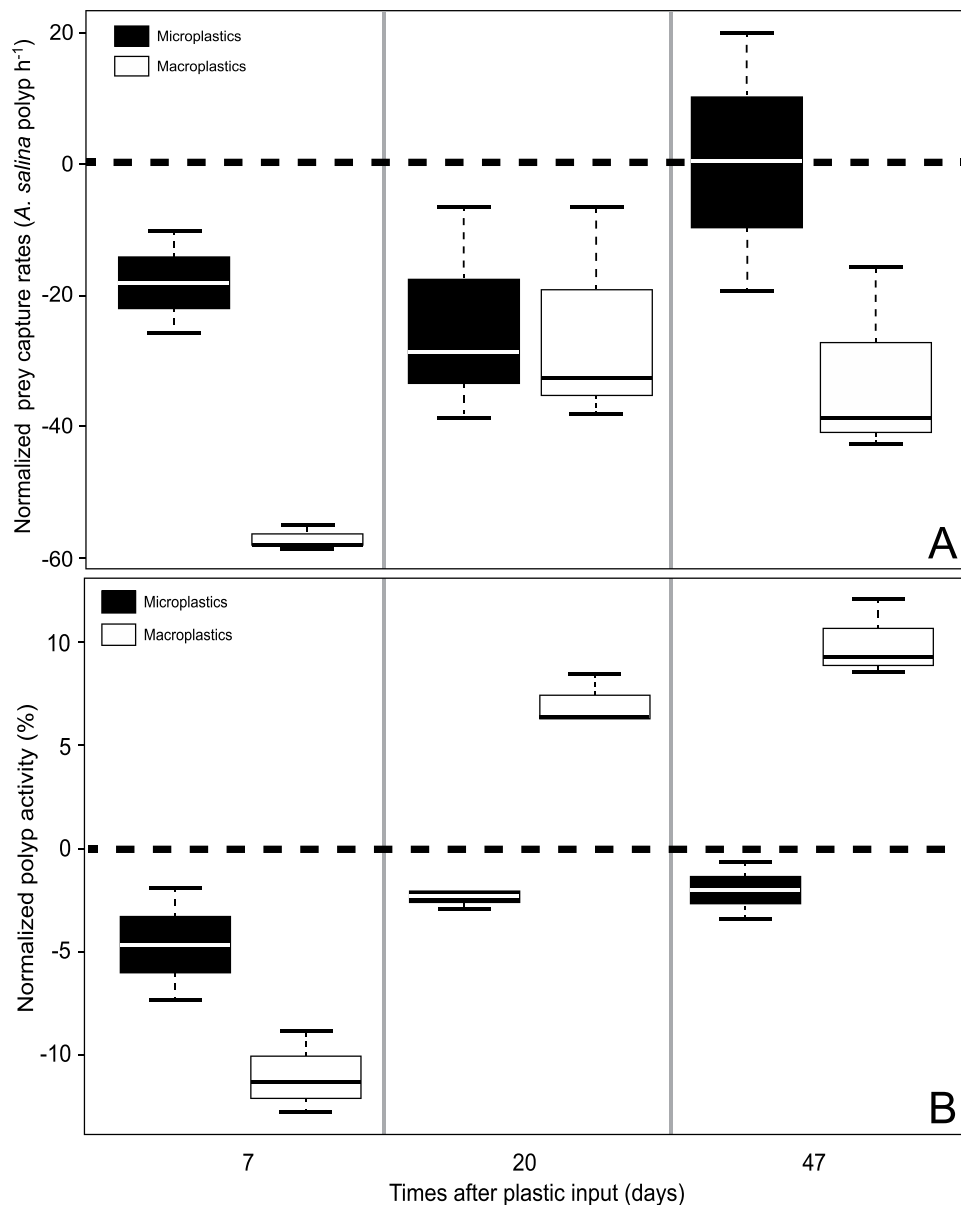 Normalized prey capture rates (A. salina polyp h⁻¹)
20
0
-20
-40
-60
Microplastics
Macroplastics
A
Normalized polyp activity (%)
10
5
0
-5
-10
Microplastics
Macroplastics
B
7 20 47
Times after plastic input (days)